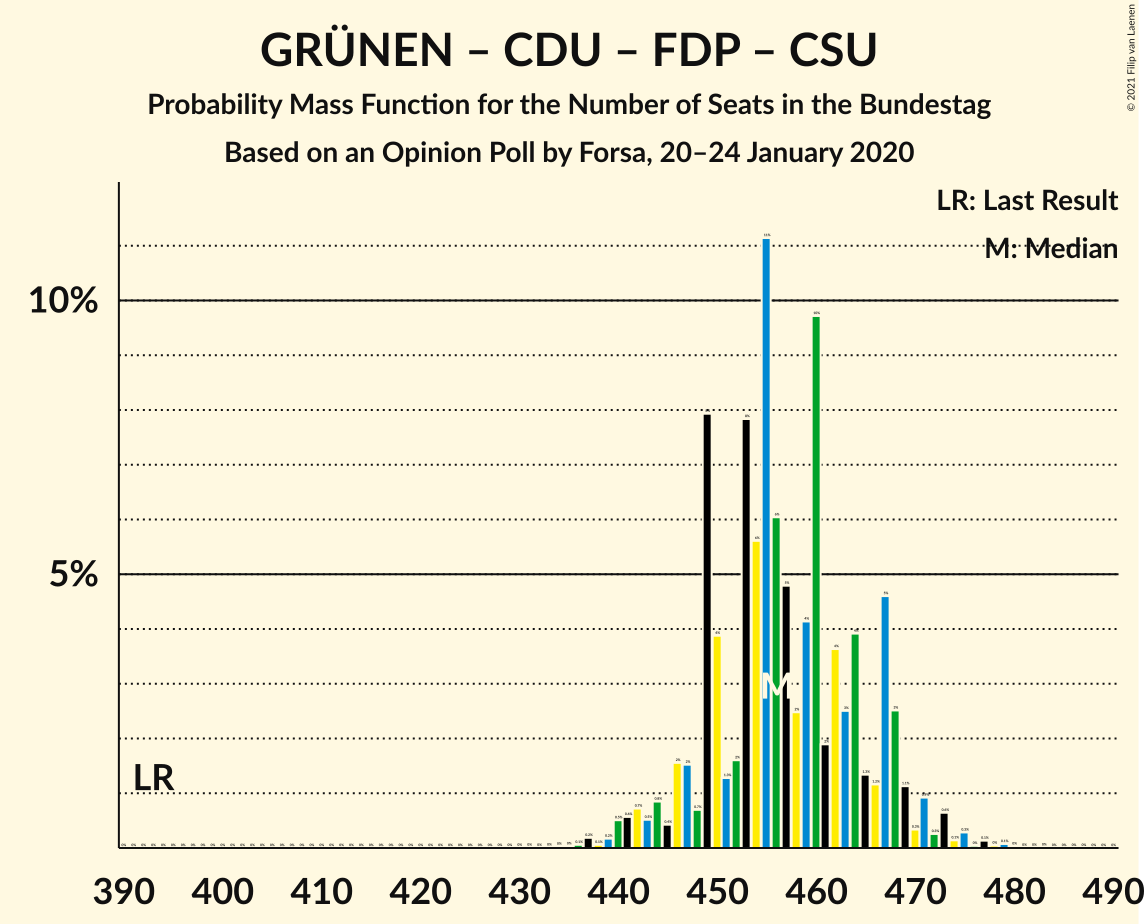 GRÜNEN – CDU – FDP – CSU
Probability Mass Function for the Number of Seats in the Bundestag
Based on an Opinion Poll by Forsa, 20–24 January 2020
© 2021 Filip van Laenen
LR: Last Result
M: Median
10%
5%
M
LR
390 400 410 420 430 440 450 460 470 480 490